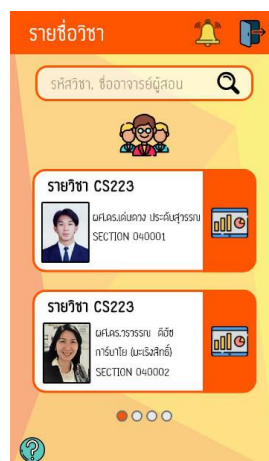 รายชื่อวิชา
รหัสวิชา, ชื่ออาจารย์ผู้สอน
รายวิชา CS223
ผศ.ดร.เด่นดวง ประดับสุวรรณ
SECTION 040001
รายวิชา CS223
ผศ.ดร.วรวรรณ ดิอัซ
การ์บาโย (มะเริงสิทธิ์)
SECTION 040002